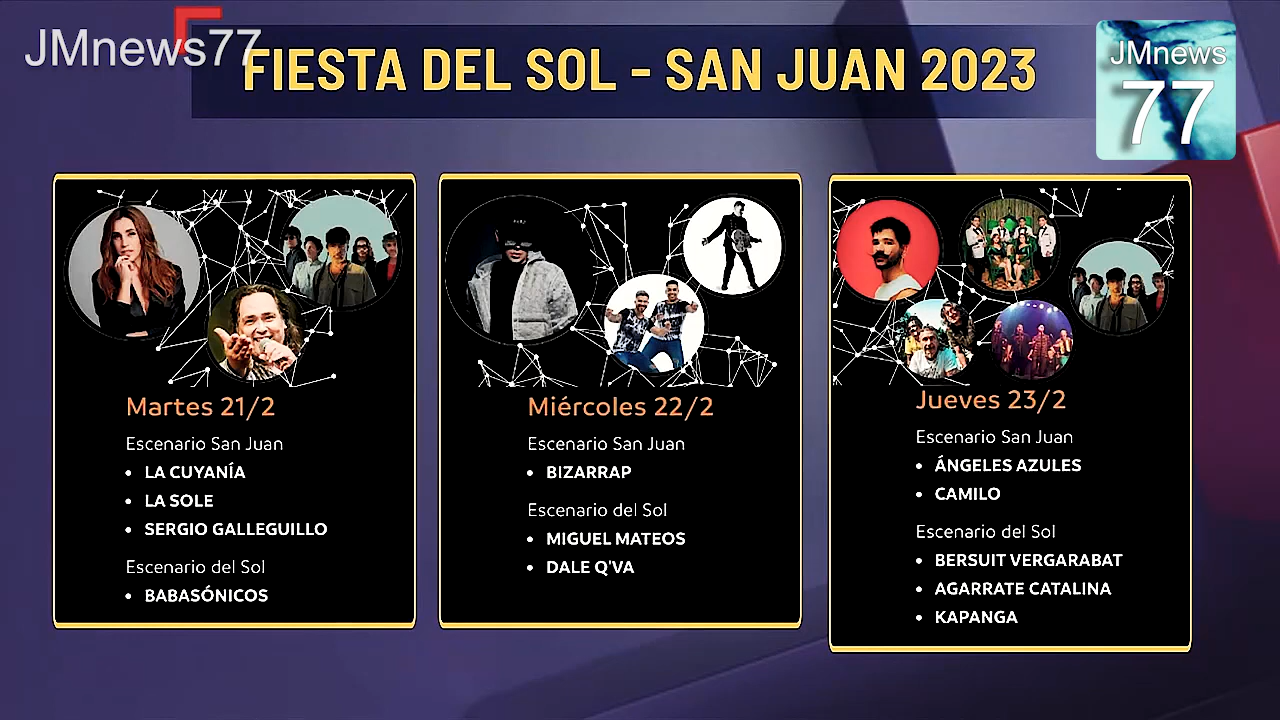 JMnews77
FIESTA DEL SOL - SAN JUAN 2023
JMnews
77
Martes 21/2
Escenario San Juan
• LA CUYANÍA
• LA SOLE
• SERGIO GALLEGUILLO
Escenario del Sol
• BABASÓNICOS
Miércoles 22/2
Escenario San Juan
• BIZARRAP
Escenario del Sol
• MIGUEL MATEOS
• DALE Q'VA
Jueves 23/2
Escenario San Juan
• ÁNGELES AZULES
• CAMILO
Escenario del Sol
• BERSUIT VERGARABAT
• AGARRATE CATALINA
• KAPANGA